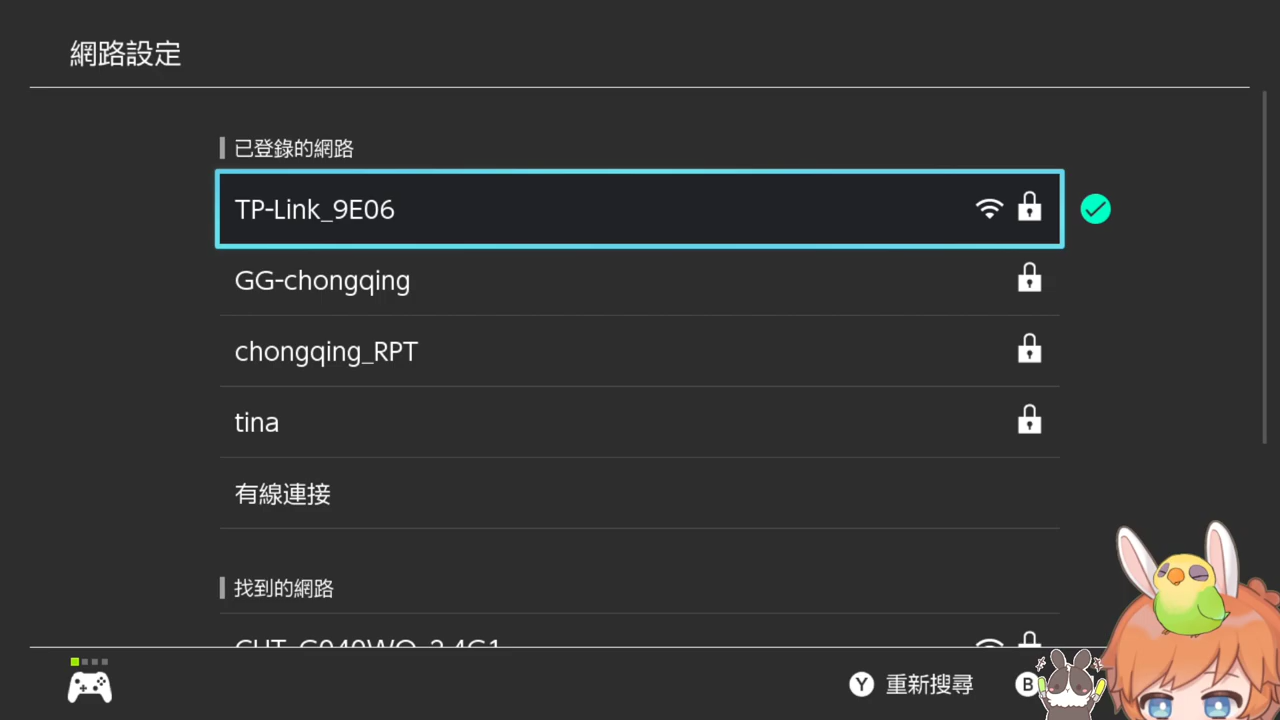 網路設定
已登錄的網路
TP-Link_9E06
GG-chongqing
chongqing_RPT
tina
有線連接
找到的網路
Y 重新搜尋
B